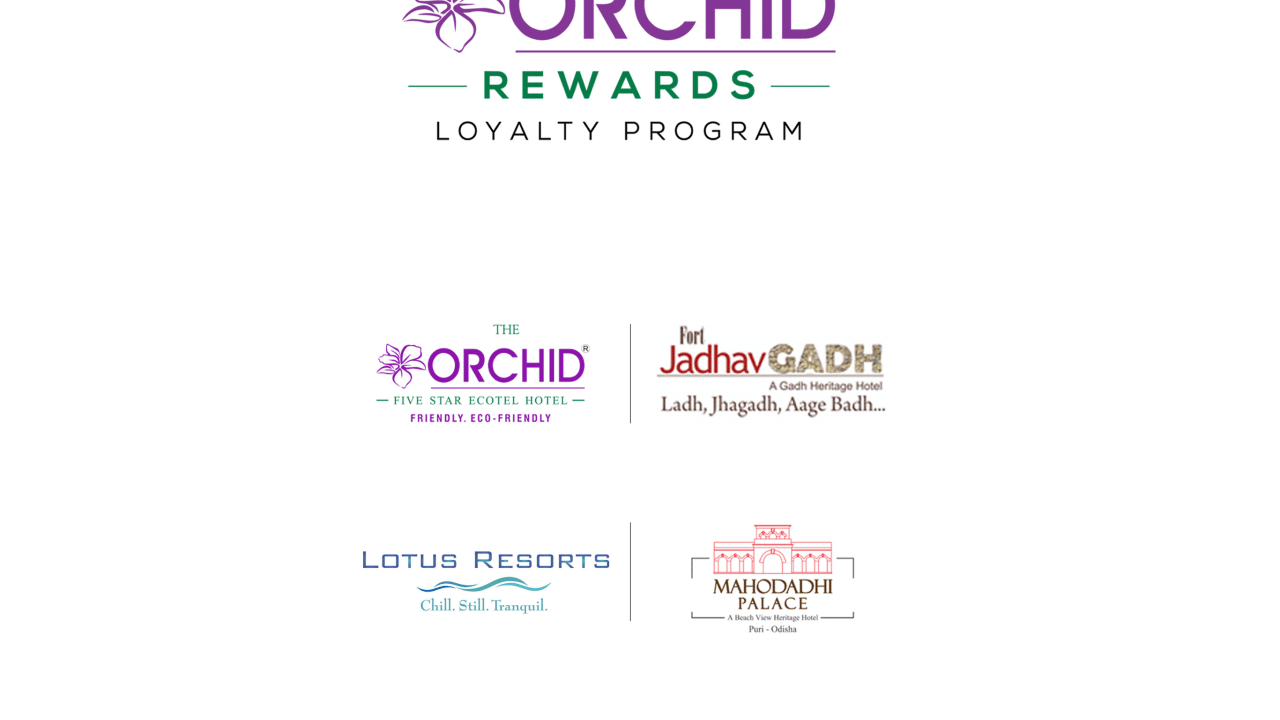 ORCHID
REWARDS
LOYALTY PROGRAM
THE
ORCHID®
FIVE STAR ECOTEL HOTEL
FRIENDLY. ECO-FRIENDLY
Fort
JadhavGADH
A Gadh Heritage Hotel
Ladh, Jhagadh, Aage Badh...
LOTUS RESORTS
Chill. Still. Tranquil.
MAHODADHI
PALACE
A Beach View Heritage Hotel
Puri - Odisha